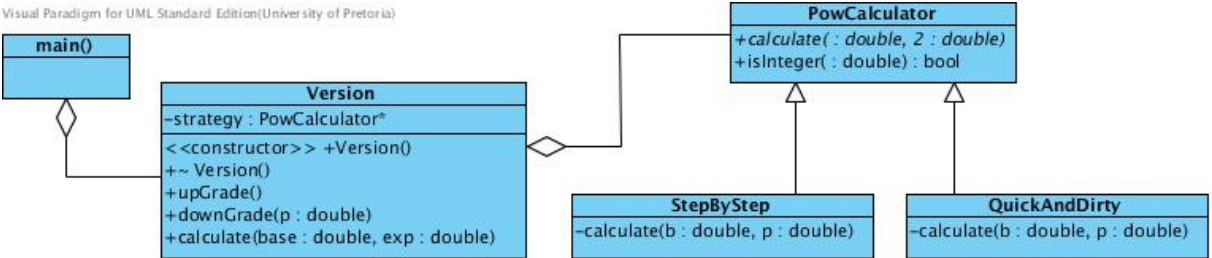 Visual Paradigm for UML Standard Edition(University of Pretoria)
main()
Version
-strategy : PowCalculator*
<<constructor>> +Version()
+~ Version()
+upGrade()
+downGrade(p : double)
+calculate(base : double, exp : double)
PowCalculator
+calculate( : double, 2 : double)
+isInteger( : double) : bool
StepByStep
-calculate(b : double, p : double)
QuickAndDirty
-calculate(b : double, p : double)